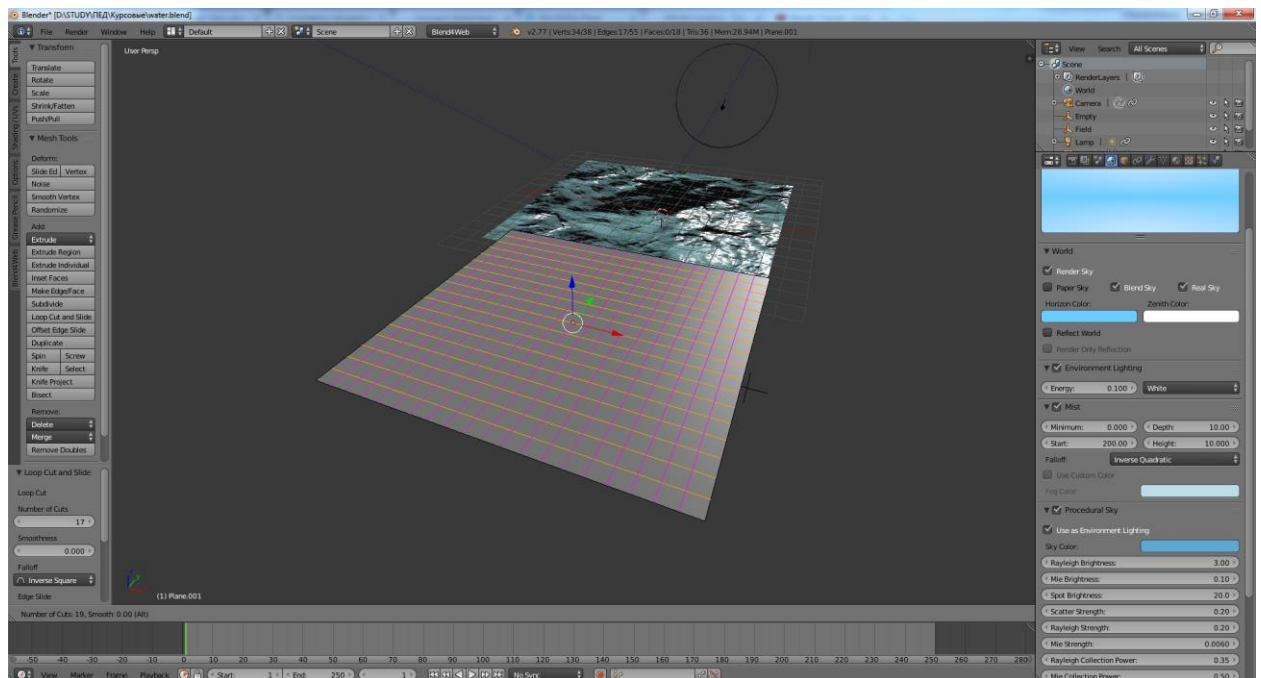 Blender* [D:\STUDY\ПЕД\Курсовые\water.blend]
File Render Window Help Default Scene Blend4Web v2.77 | Verts:34/38 | Edges:17/55 | Faces:0/18 | Tris:36 | Mem:28.94M | Plane.001
Tools
Create
Shading / UVs
Options
Grease Pencil
Blend4Web
Transform
Translate
Rotate
Scale
Shrink/Fatten
Push/Pull
Mesh Tools
Deform:
Slide Ed Vertex
Noise
Smooth Vertex
Randomize
Add:
Extrude
Extrude Region
Extrude Individual
Inset Faces
Make Edge/Face
Subdivide
Loop Cut and Slide
Offset Edge Slide
Duplicate
Spin Screw
Knife Select
Knife Project
Bisect
Remove:
Delete
Merge
Remove Doubles
Loop Cut and Slide
Loop Cut
Number of Cuts
17
Smoothness
0.000
Falloff
Inverse Square
Edge Slide
User Persp
(1) Plane.001
Number of Cuts: 19, Smooth: 0.00 (Alt)
View Search All Scenes
Scene
RenderLayers
World
Camera
Empty
Field
Lamp
World
Render Sky
Paper Sky Blend Sky Real Sky
Horizon Color: Zenith Color:
Reflect World
Render Only Reflection
Environment Lighting
Energy: 0.100 White
Mist
Minimum: 0.000 Depth: 10.00
Start: 200.00 Height: 10.000
Falloff: Inverse Quadratic
Use Custom Color
Fog Color
Procedural Sky
Use as Environment Lighting
Sky Color:
Rayleigh Brightness: 3.00
Mie Brightness: 0.10
Spot Brightness: 20.0
Scatter Strength: 0.20
Rayleigh Strength: 0.20
Mie Strength: 0.0060
Rayleigh Collection Power: 0.35
Mie Collection Power: 0.50
-50 -40 -30 -20 -10 0 10 20 30 40 50 60 70 80 90 100 110 120 130 140 150 160 170 180 190 200 210 220 230 240 250 260 270 280
View Marker Frame Playback Start: 1 End: 250 1 No Sync